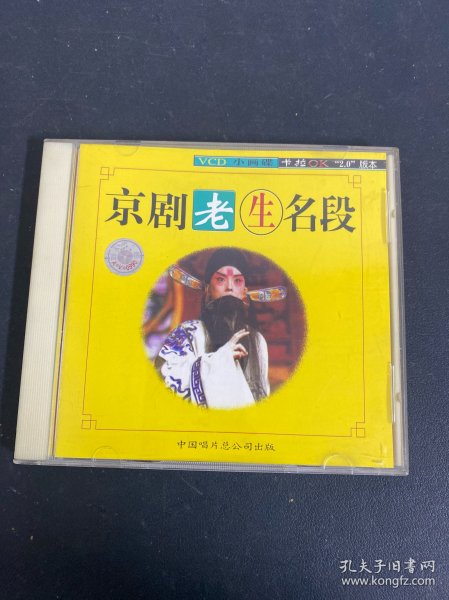 VCD 小画碟 卡拉OK "2.0"版本
京剧老生名段
中国唱片总公司出版
孔夫子旧书网
www.kongfz.com